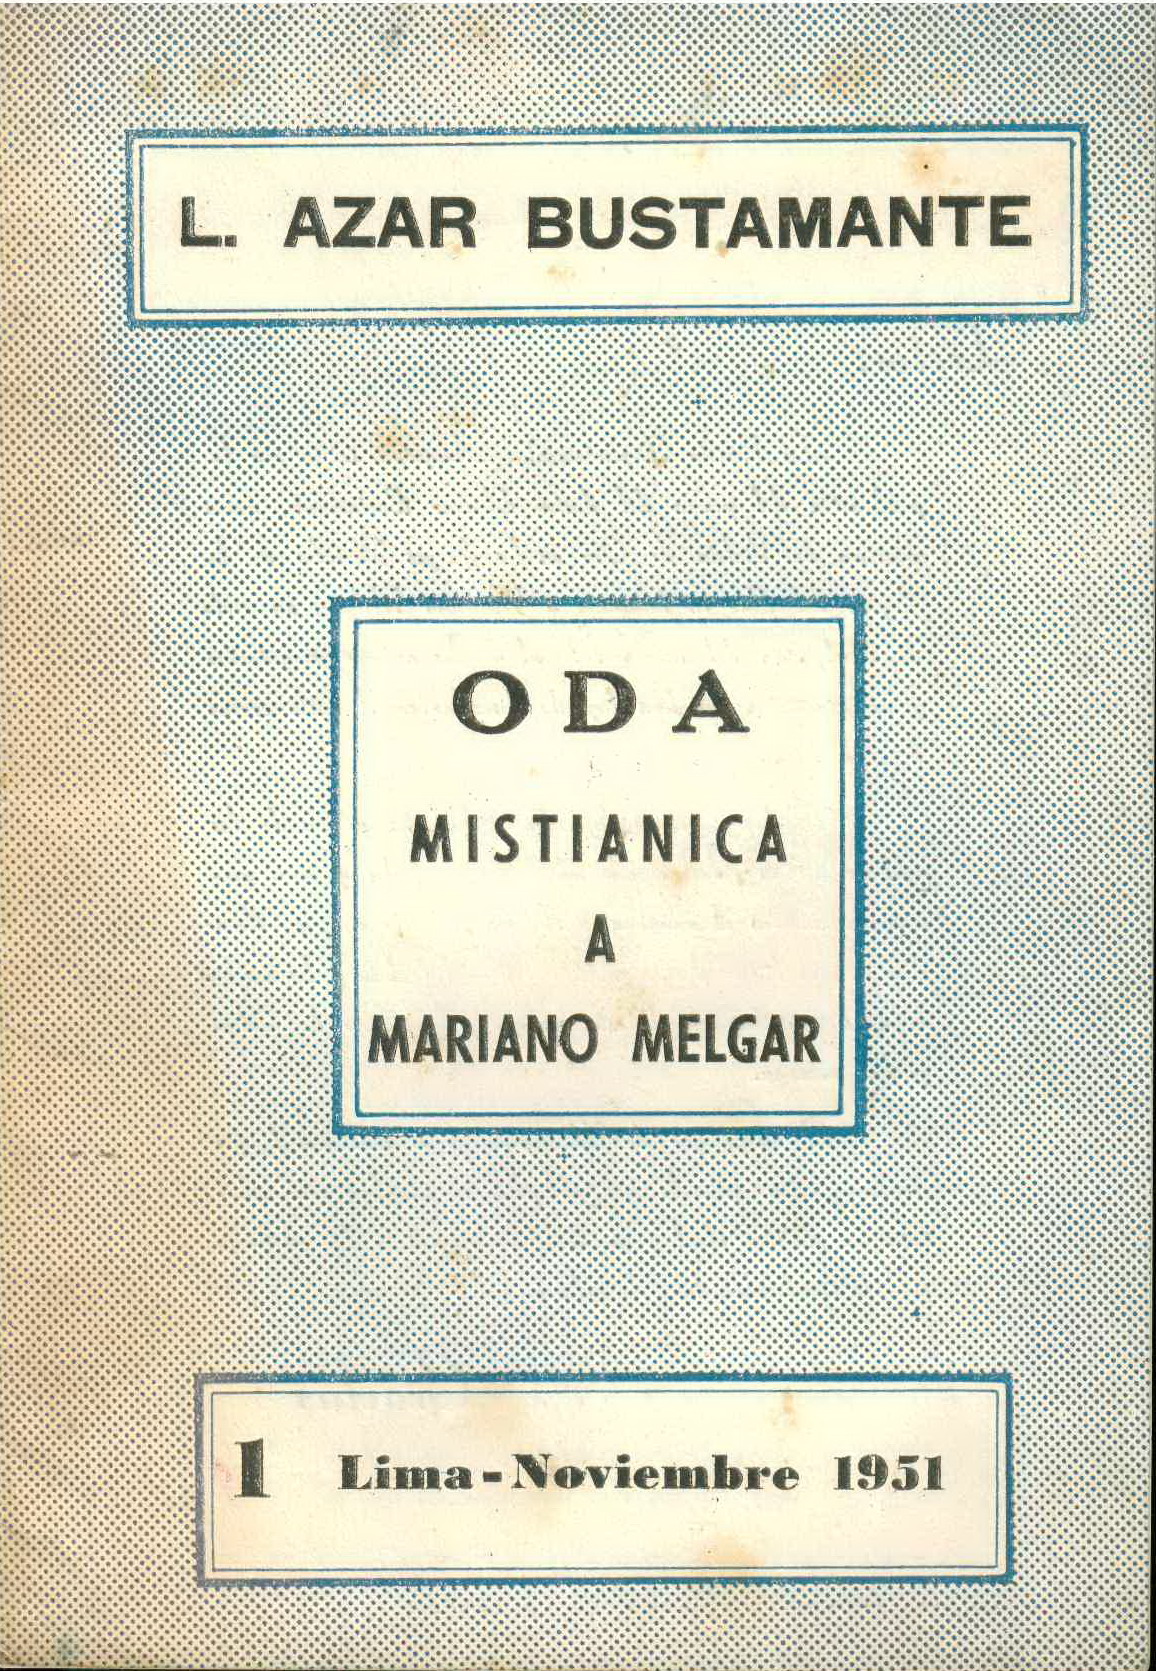 L. AZAR BUSTAMANTE
ODA
MISTIANICA
A
MARIANO MELGAR
1 Lima-Noviembre 1951